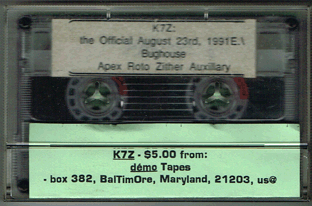 K7Z:
the Official August 23rd, 1991E.V
Bughouse
Apex Roto Zither Auxillary
K7Z - $5.00 from:
démo Tapes
- box 382, BalTimOre, Maryland, 21203, us@